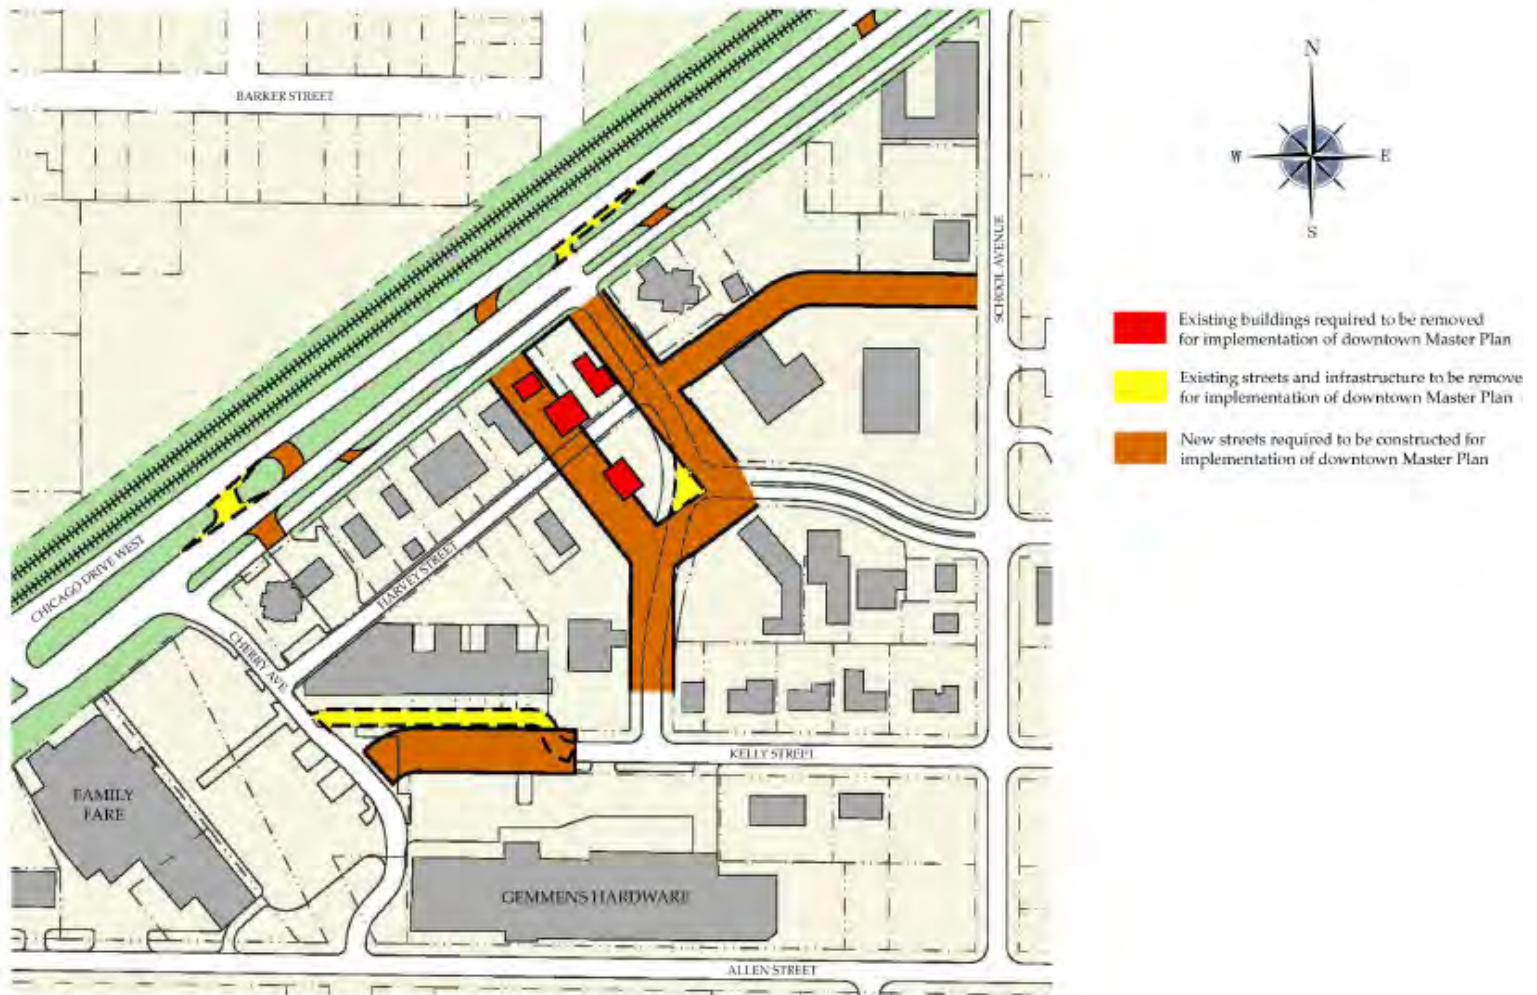 BARKER STREET
N
W
E
S
SCHOOL AVENUE
Existing buildings required to be removed
for implementation of downtown Master Plan
Existing streets and infrastructure to be remove
for implementation of downtown Master Plan
New streets required to be constructed for
implementation of downtown Master Plan
CHICAGO DRIVE WEST
HARVEY STREET
CHERRY AVE
KELLY STREET
FAMILY
FARE
GEMMENS HARDWARE
ALLEN STREET